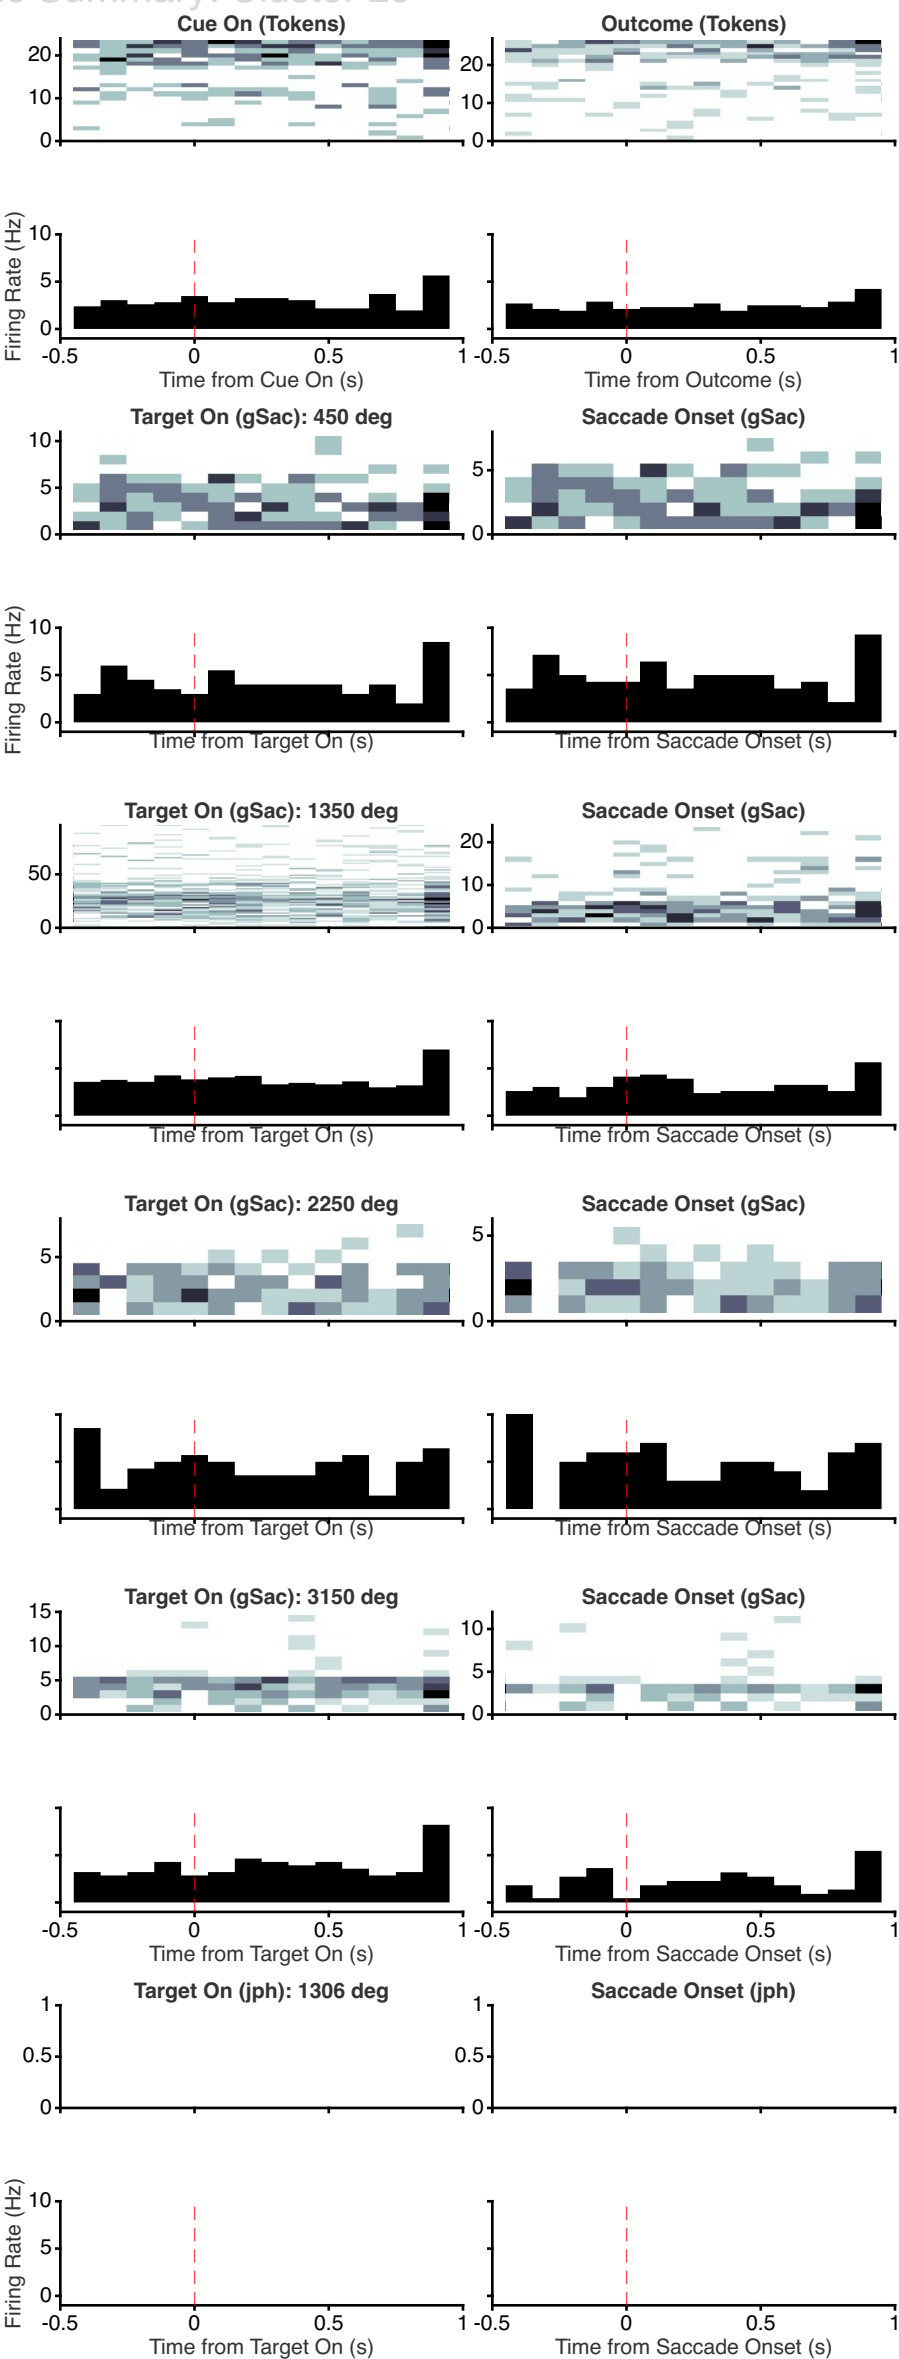 Summary: Cluster
Cue On (Tokens) Outcome (Tokens)
20 20
10 10
0 0
Firing Rate (Hz)
10
5
0
-0.5 0 0.5 1 -0.5 0 0.5 1
Time from Cue On (s) Time from Outcome (s)
Target On (gSac): 450 deg Saccade Onset (gSac)
10
5 5
0 0
Firing Rate (Hz)
10
5
0
Time from Target On (s) Time from Saccade Onset (s)
Target On (gSac): 1350 deg Saccade Onset (gSac)
20
50 10
0 0
Time from Target On (s) Time from Saccade Onset (s)
Target On (gSac): 2250 deg Saccade Onset (gSac)
5 5
0 0
Time from Target On (s) Time from Saccade Onset (s)
Target On (gSac): 3150 deg Saccade Onset (gSac)
15
10 10
5 5
0 0
-0.5 0 0.5 1 -0.5 0 0.5 1
Time from Target On (s) Time from Saccade Onset (s)
Target On (jph): 1306 deg Saccade Onset (jph)
1 1
0.5 0.5
0 0
Firing Rate (Hz)
10
5
0
-0.5 0 0.5 1 -0.5 0 0.5 1
Time from Target On (s) Time from Saccade Onset (s)